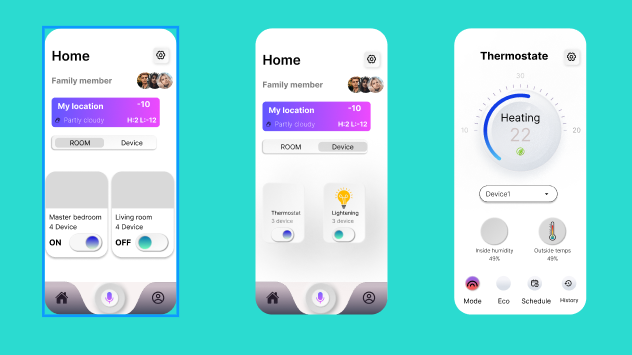 Home
Family member
My location -10
Partly cloudy H:2 L:-12
ROOM Device
Master bedroom
4 Device
ON
Living room
4 Device
OFF
Home
Family member
My location -10
Partly cloudy H:2 L:-12
ROOM Device
Thermostat
3 device
Lightening
3 device
Thermostate
30
10
20
Heating
22
Device1
Inside humidity
49%
Outside temps
49%
Mode Eco Schedule History